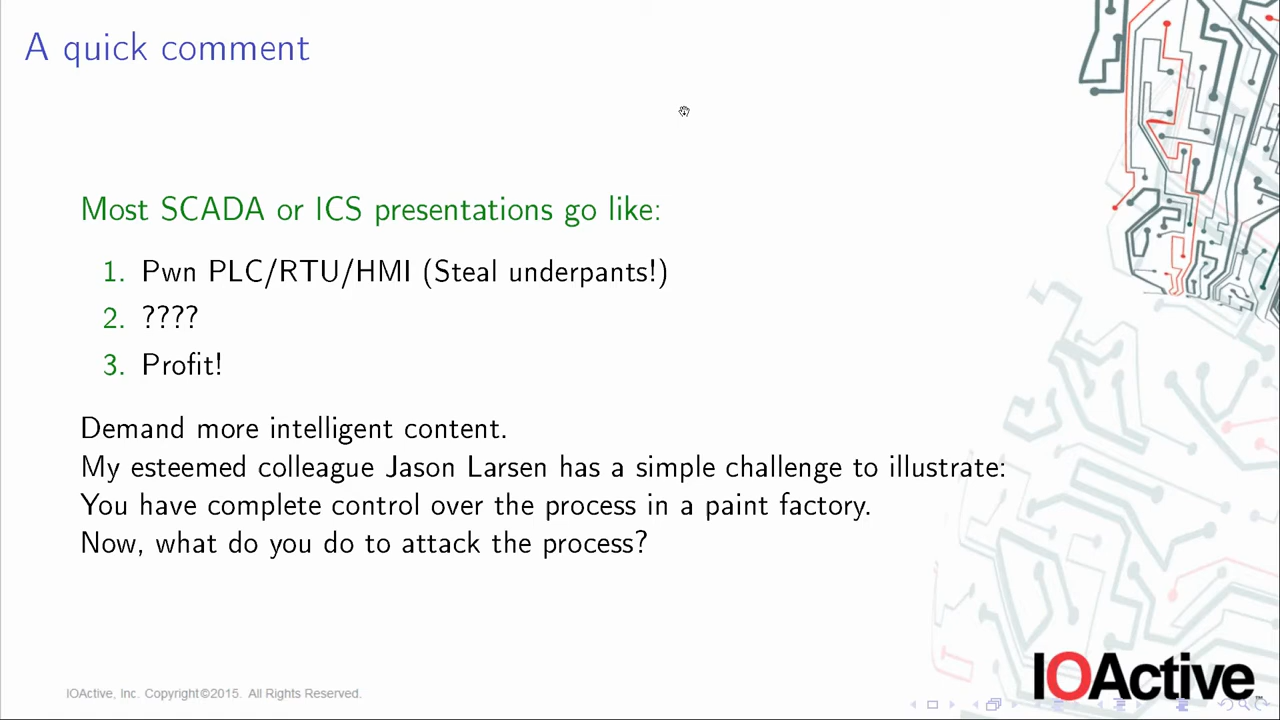 A quick comment
Most SCADA or ICS presentations go like:
1. Pwn PLC/RTU/HMI (Steal underpants!)
2. ????
3. Profit!
Demand more intelligent content.
My esteemed colleague Jason Larsen has a simple challenge to illustrate:
You have complete control over the process in a paint factory.
Now, what do you do to attack the process?
IOActive, Inc. Copyright©2015. All Rights Reserved.
IOActive™